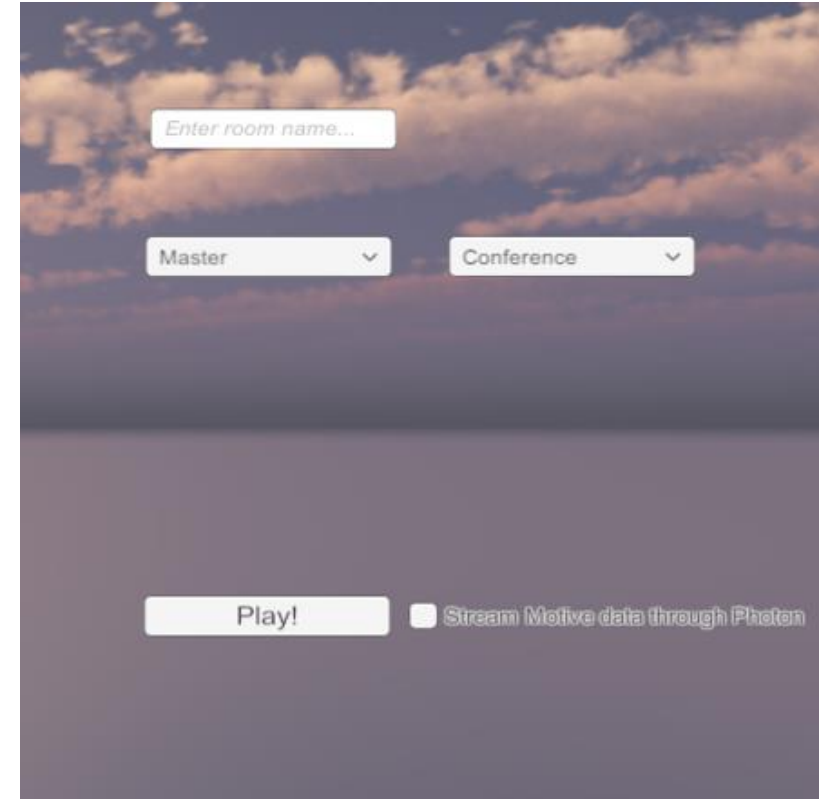 Enter room name...
Master
Conference
Play!
Stream Motive data through Photon